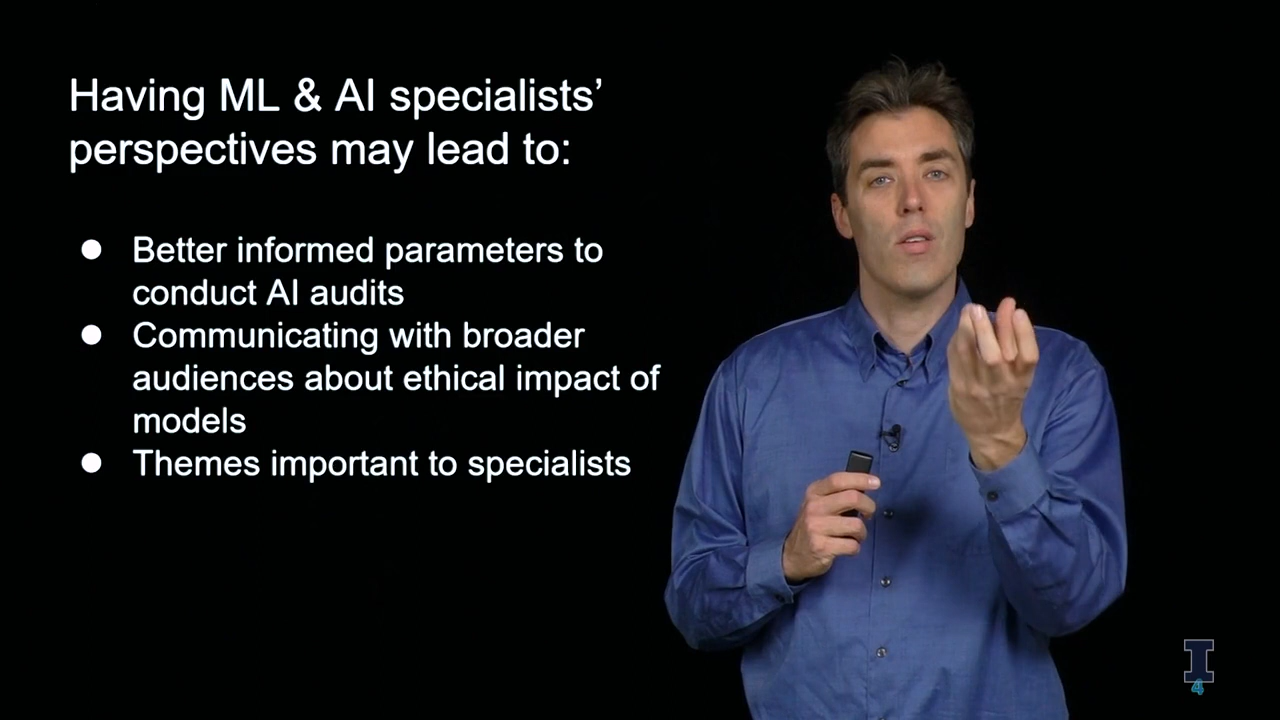 Having ML & AI specialists’
perspectives may lead to:
● Better informed parameters to
conduct AI audits
● Communicating with broader
audiences about ethical impact of
models
● Themes important to specialists
I
4